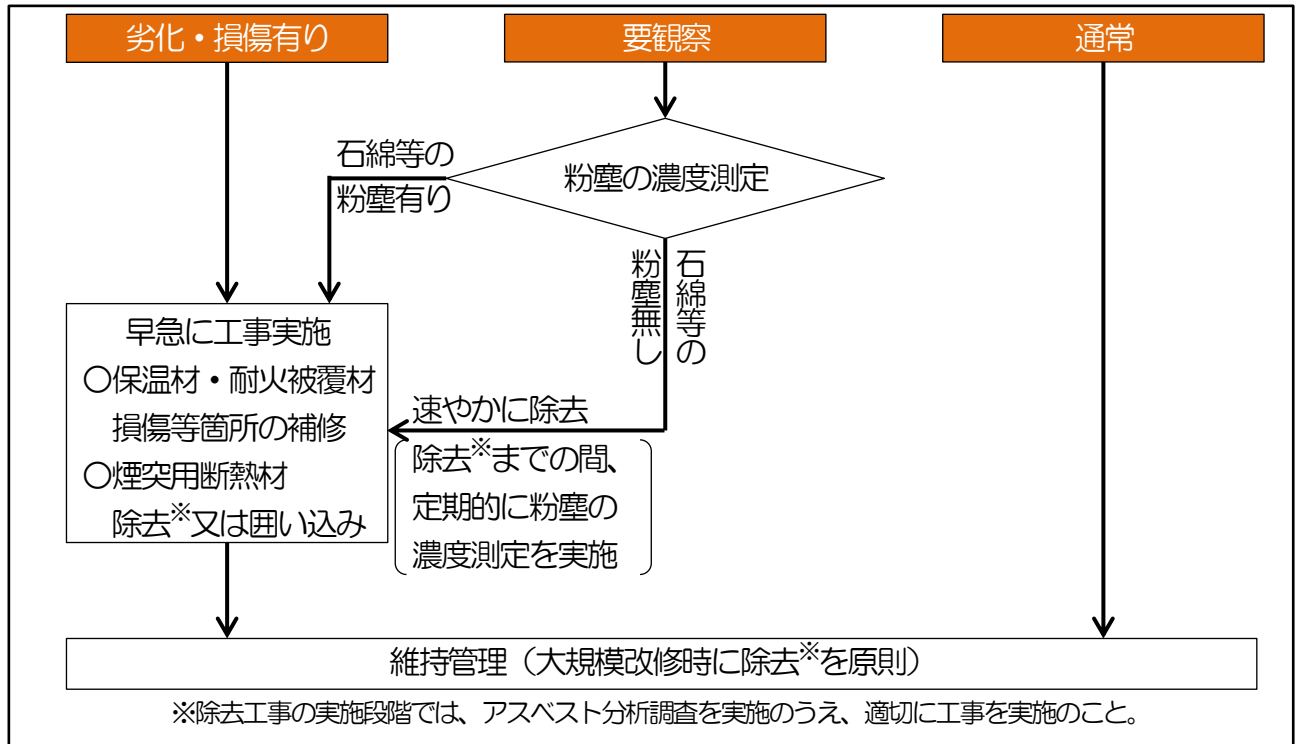 劣化・損傷有り
要観察
通常
石綿等の
粉塵有り
粉塵の濃度測定
石綿等の
粉塵無し
早急に工事実施
〇保温材・耐火被覆材
損傷等箇所の補修
〇煙突用断熱材
除去※又は囲い込み
速やかに除去
除去※までの間、
定期的に粉塵の
濃度測定を実施
維持管理（大規模改修時に除去※を原則）
※除去工事の実施段階では、アスベスト分析調査を実施のうえ、適切に工事を実施のこと。